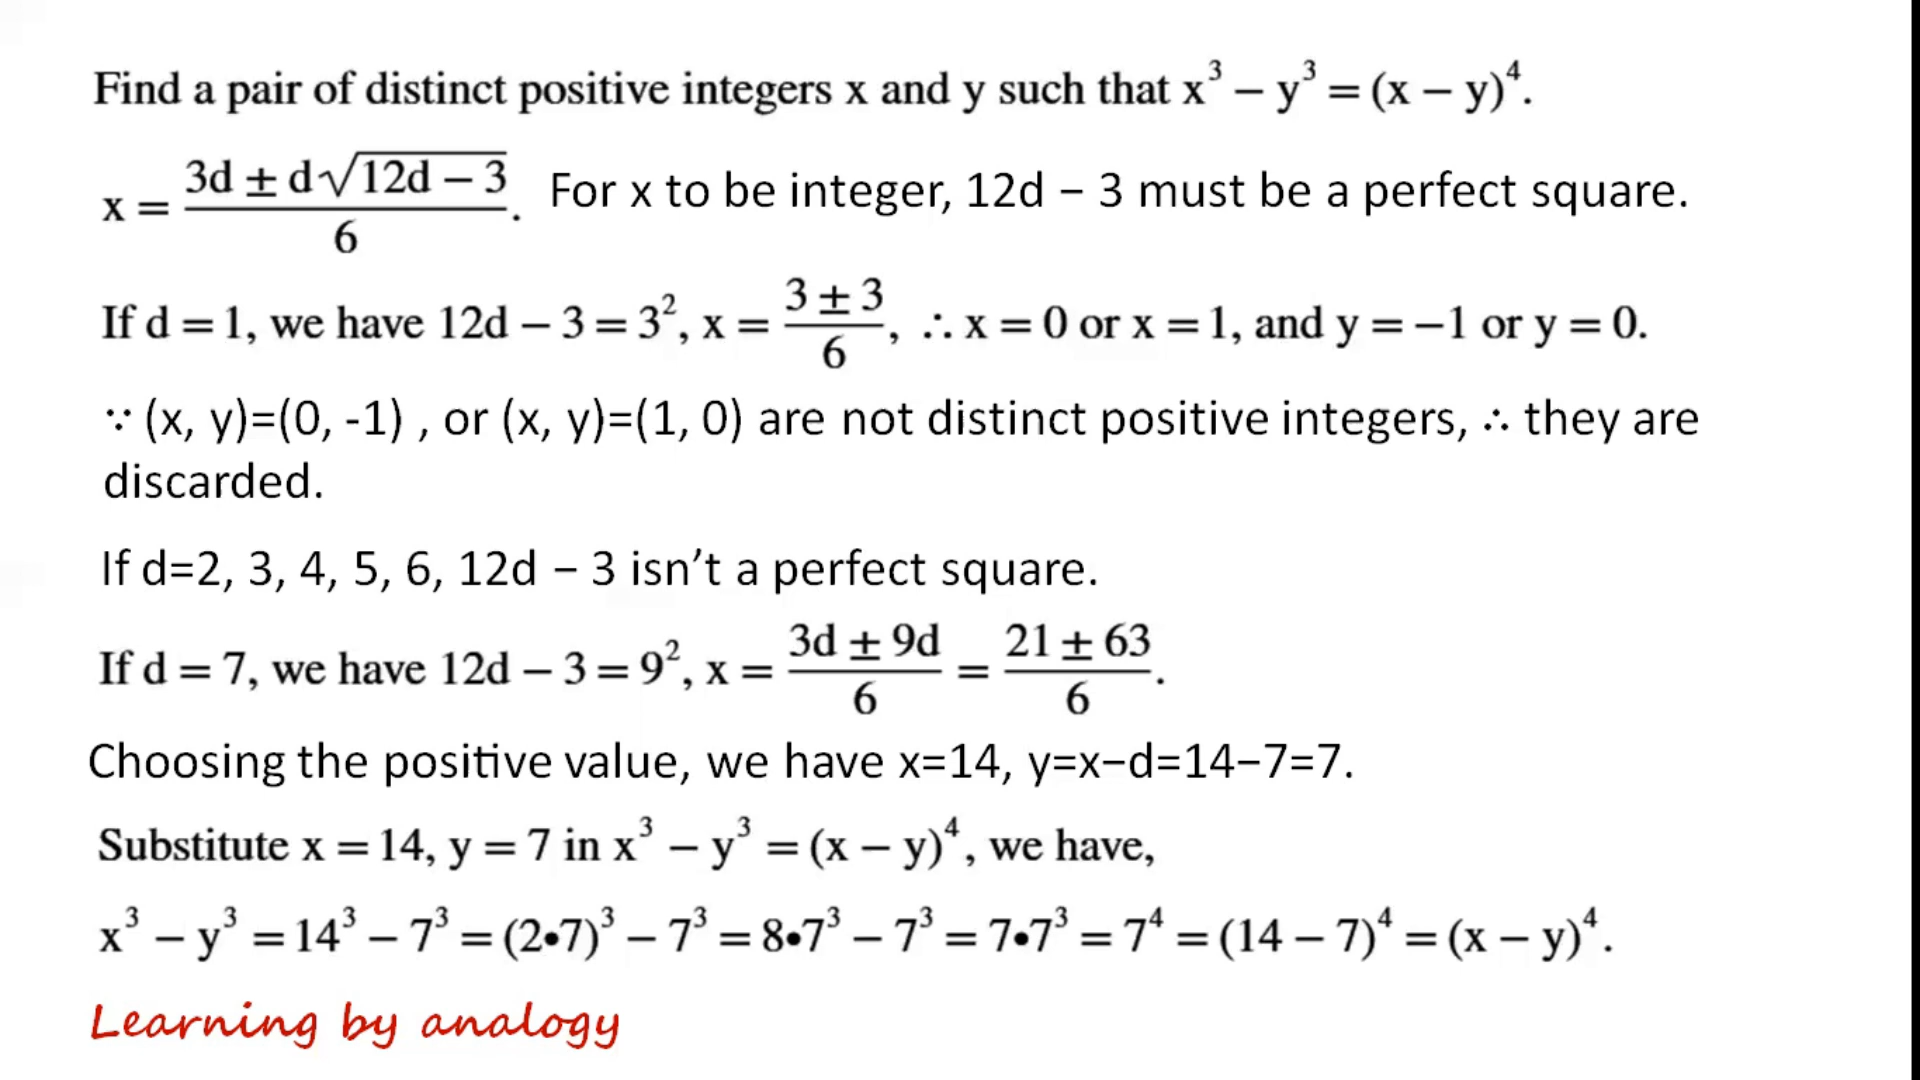 Find a pair of distinct positive integers x and y such that x³ − y³ = (x − y)⁴.
x = (3d ± d√(12d − 3))/6. For x to be integer, 12d − 3 must be a perfect square.
If d = 1, we have 12d − 3 = 3², x = (3 ± 3)/6, ∴ x = 0 or x = 1, and y = −1 or y = 0.
∵ (x, y)=(0, -1) , or (x, y)=(1, 0) are not distinct positive integers, ∴ they are
discarded.
If d=2, 3, 4, 5, 6, 12d − 3 isn’t a perfect square.
If d = 7, we have 12d − 3 = 9², x = (3d ± 9d)/6 = (21 ± 63)/6.
Choosing the positive value, we have x=14, y=x−d=14−7=7.
Substitute x = 14, y = 7 in x³ − y³ = (x − y)⁴, we have,
x³ − y³ = 14³ − 7³ = (2•7)³ − 7³ = 8•7³ − 7³ = 7•7³ = 7⁴ = (14 − 7)⁴ = (x − y)⁴.
Learning by analogy